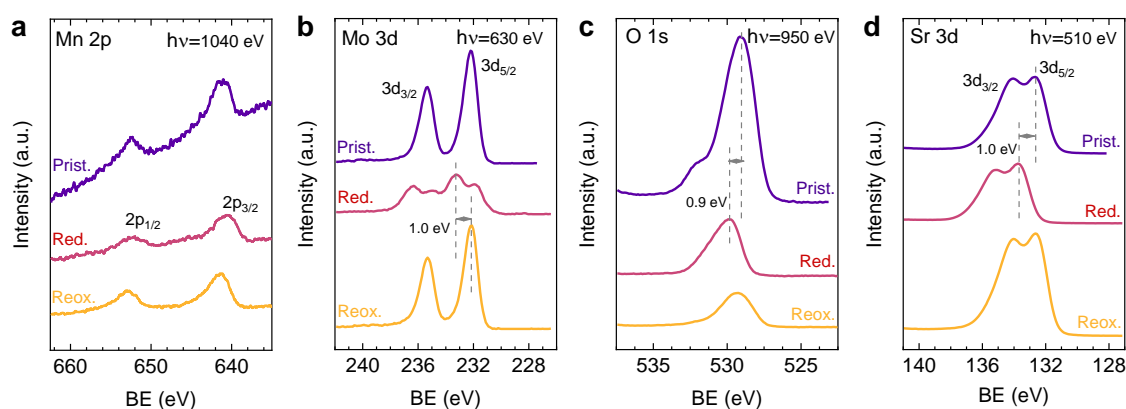 a
Mn 2p
hν=1040 eV
Prist.
2p1/2
2p3/2
Red.
Reox.
Intensity (a.u.)
660
650
640
BE (eV)
b
Mo 3d
hν=630 eV
3d5/2
3d3/2
Prist.
Red.
1.0 eV
Reox.
Intensity (a.u.)
240
236
232
228
BE (eV)
c
O 1s
hν=950 eV
Prist.
0.9 eV
Red.
Reox.
Intensity (a.u.)
535
529
523
BE (eV)
d
Sr 3d
hν=510 eV
3d5/2
3d3/2
Prist.
1.0 eV
Red.
Reox.
Intensity (a.u.)
140
136
132
128
BE (eV)